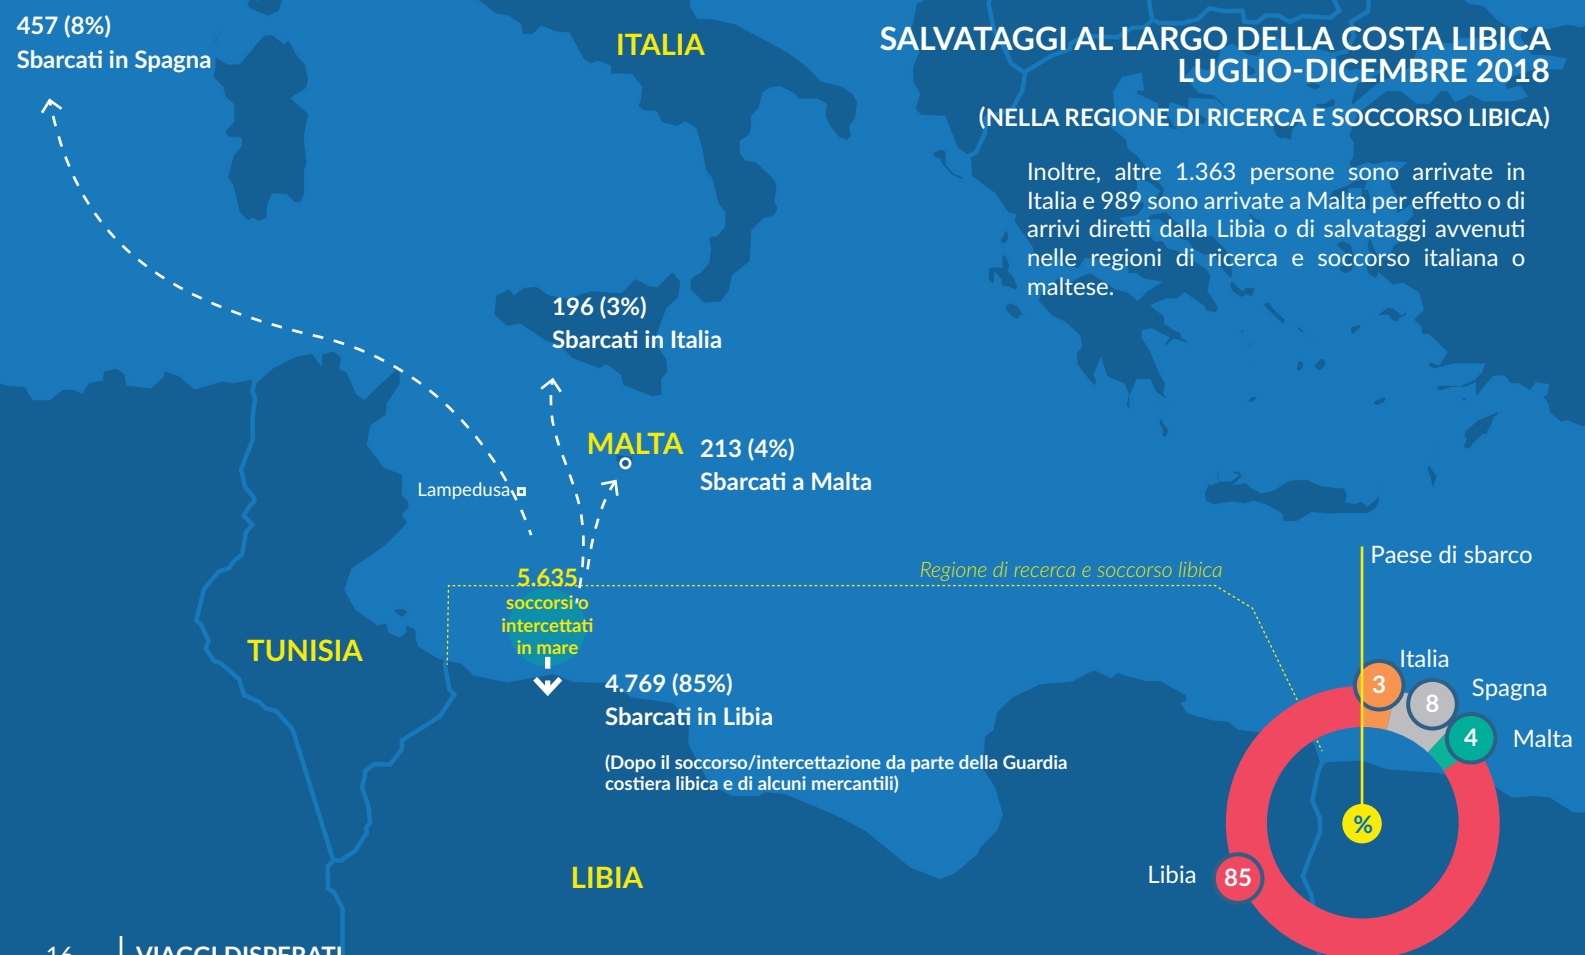 457 (8%)
Sbarcati in Spagna
ITALIA
SALVATAGGI AL LARGO DELLA COSTA LIBICA
LUGLIO-DICEMBRE 2018
(NELLA REGIONE DI RICERCA E SOCCORSO LIBICA)
Inoltre, altre 1.363 persone sono arrivate in
Italia e 989 sono arrivate a Malta per effetto o di
arrivi diretti dalla Libia o di salvataggi avvenuti
nelle regioni di ricerca e soccorso italiana o
maltese.
196 (3%)
Sbarcati in Italia
MALTA
213 (4%)
Sbarcati a Malta
Lampedusa
5.635
soccorsi o
intercettati
in mare
Regione di recerca e soccorso libica
TUNISIA
4.769 (85%)
Sbarcati in Libia
(Dopo il soccorso/intercettazione da parte della Guardia
costiera libica e di alcuni mercantili)
LIBIA
Paese di sbarco
Italia
3
Spagna
8
Malta
4
%
Libia
85
16
VIAGGI DISPERATI